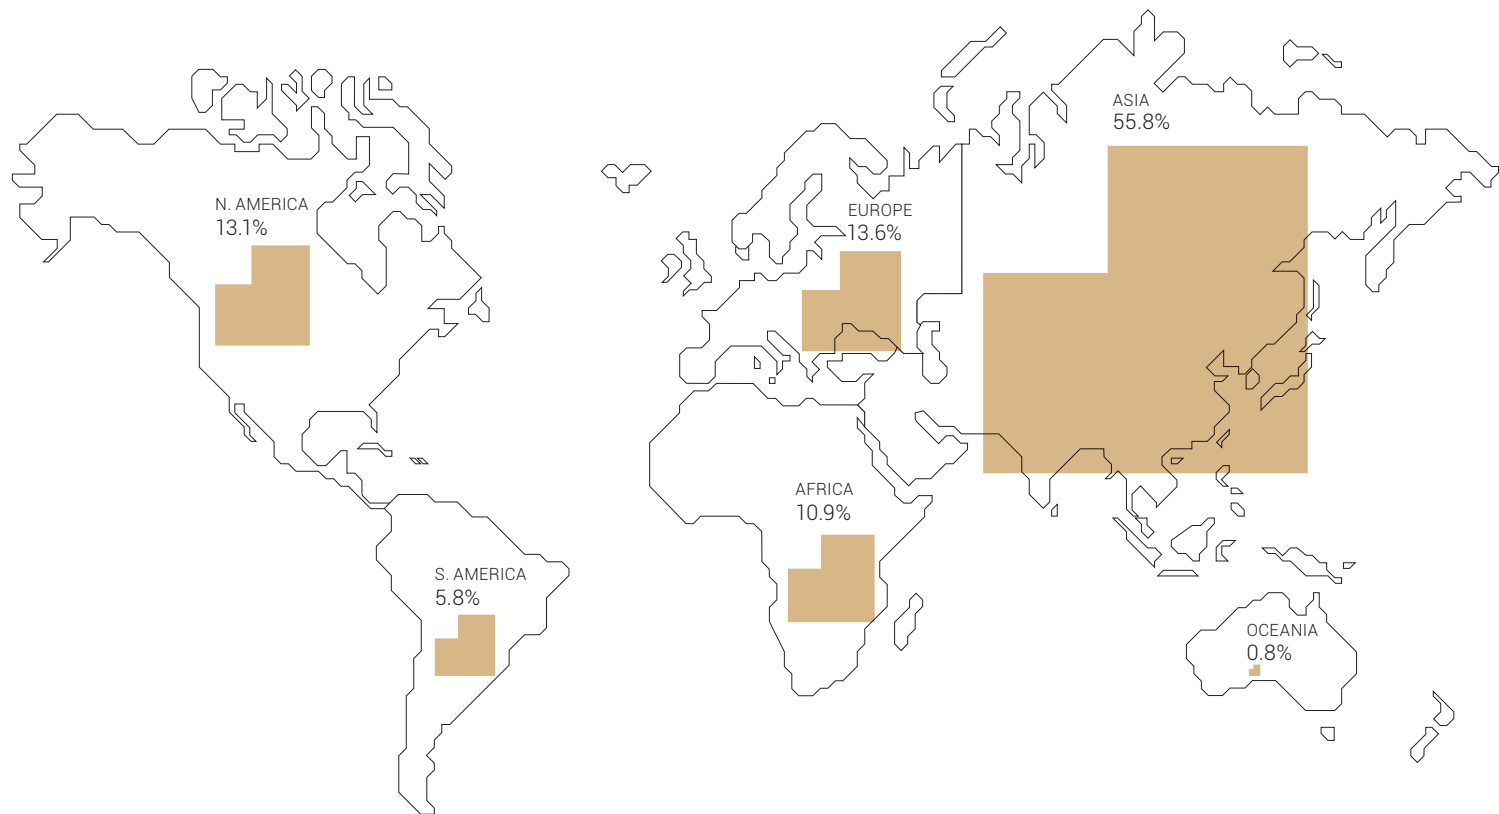 ASIA
55.8%
N. AMERICA
13.1%
EUROPE
13.6%
AFRICA
10.9%
S. AMERICA
5.8%
OCEANIA
0.8%